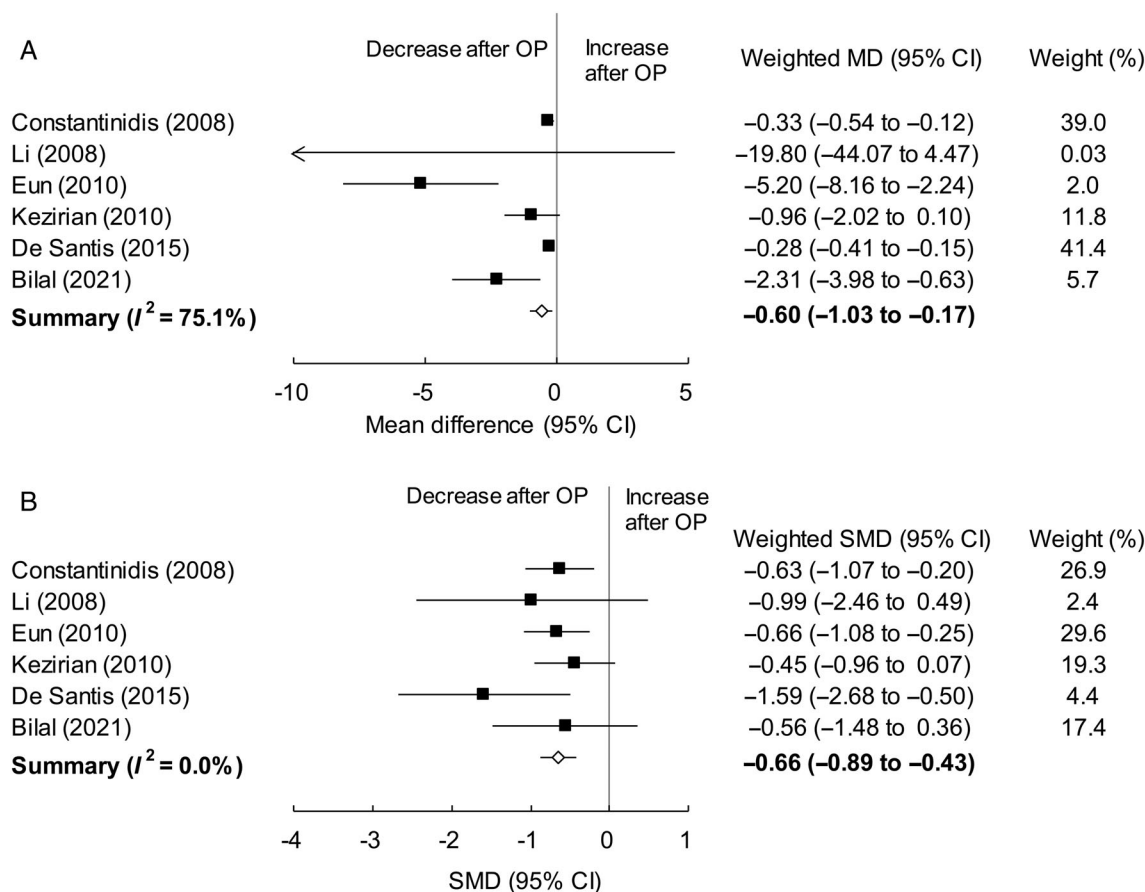 A
Decrease after OP Increase after OP Weighted MD (95% CI) Weight (%)
Constantinidis (2008) –0.33 (–0.54 to –0.12) 39.0
Li (2008) –19.80 (–44.07 to 4.47) 0.03
Eun (2010) –5.20 (–8.16 to –2.24) 2.0
Kezirian (2010) –0.96 (–2.02 to 0.10) 11.8
De Santis (2015) –0.28 (–0.41 to –0.15) 41.4
Bilal (2021) –2.31 (–3.98 to –0.63) 5.7
Summary (I² = 75.1%) –0.60 (–1.03 to –0.17)
-10 -5 0 5
Mean difference (95% CI)
B
Decrease after OP Increase after OP
Weighted SMD (95% CI) Weight (%)
Constantinidis (2008) –0.63 (–1.07 to –0.20) 26.9
Li (2008) –0.99 (–2.46 to 0.49) 2.4
Eun (2010) –0.66 (–1.08 to –0.25) 29.6
Kezirian (2010) –0.45 (–0.96 to 0.07) 19.3
De Santis (2015) –1.59 (–2.68 to –0.50) 4.4
Bilal (2021) –0.56 (–1.48 to 0.36) 17.4
Summary (I² = 0.0%) –0.66 (–0.89 to –0.43)
-4 -3 -2 -1 0 1
SMD (95% CI)